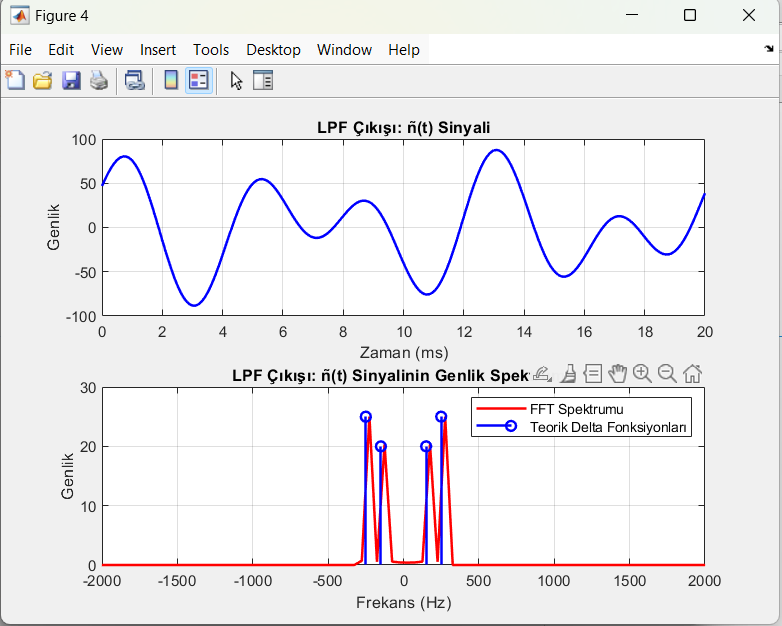 Figure 4
File Edit View Insert Tools Desktop Window Help
LPF Çıkışı: ñ(t) Sinyali
100
50
0
-50
-100
Genlik
0 2 4 6 8 10 12 14 16 18 20
Zaman (ms)
LPF Çıkışı: ñ(t) Sinyalinin Genlik Spek
30
20
10
0
Genlik
FFT Spektrumu
Teorik Delta Fonksiyonları
-2000 -1500 -1000 -500 0 500 1000 1500 2000
Frekans (Hz)